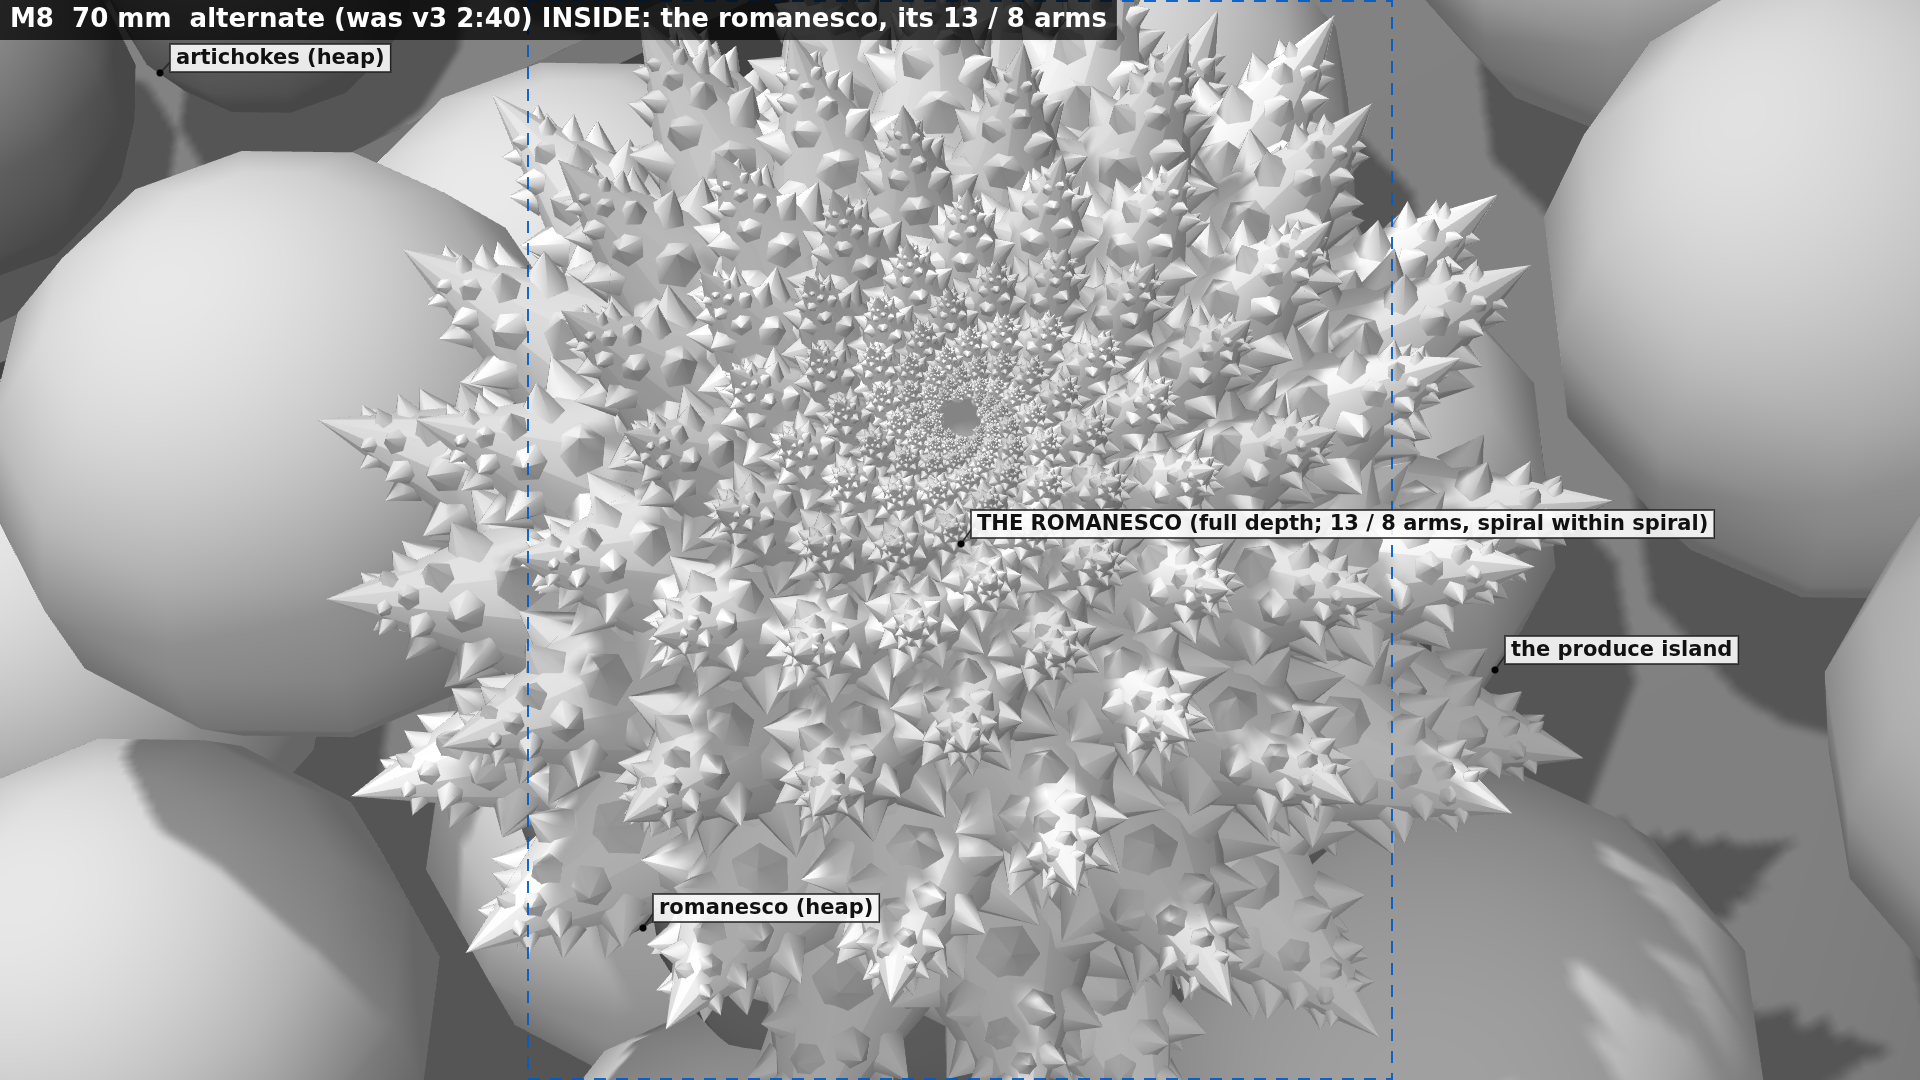 M8  70 mm  alternate (was v3 2:40) INSIDE: the romanesco, its 13 / 8 arms
artichokes (heap)
THE ROMANESCO (full depth; 13 / 8 arms, spiral within spiral)
the produce island
romanesco (heap)